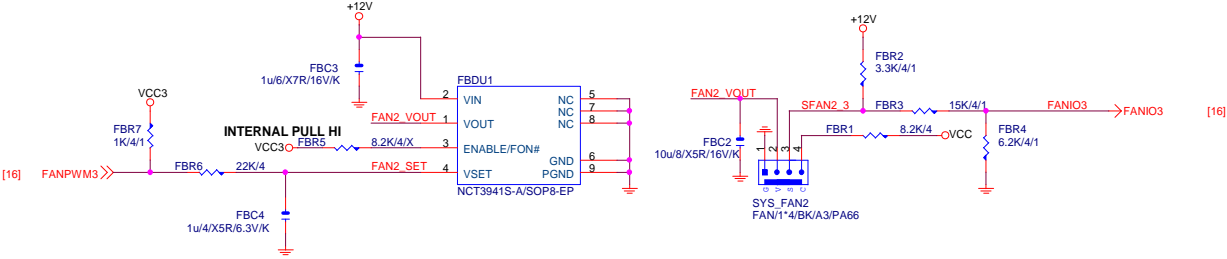 +12V
FBC3
1u/6/X7R/16V/K
VCC3
FBR7
1K/4/1
INTERNAL PULL HI
VCC3
FBR5
8.2K/4/X
FAN2_VOUT
FAN2_SET
[16]
FANPWM3
FBR6
22K/4
FBC4
1u/4/X5R/6.3V/K
FBDU1
2
VIN
1
VOUT
3
ENABLE/FON#
4
VSET
NC
5
NC
7
NC
8
GND
6
PGND
9
NCT3941S-A/SOP8-EP
FAN2_VOUT
FBC2
10u/8/X5R/16V/K
+12V
FBR2
3.3K/4/1
SFAN2_3
FBR3
15K/4/1
FANIO3
FANIO3
[16]
FBR1
8.2K/4
VCC
FBR4
6.2K/4/1
1
2
3
4
G
V
S
C
SYS_FAN2
FAN/1*4/BK/A3/PA66